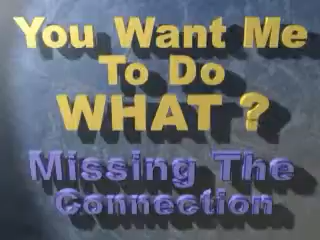 You Want Me
To Do
WHAT ?
Missing The
Connection